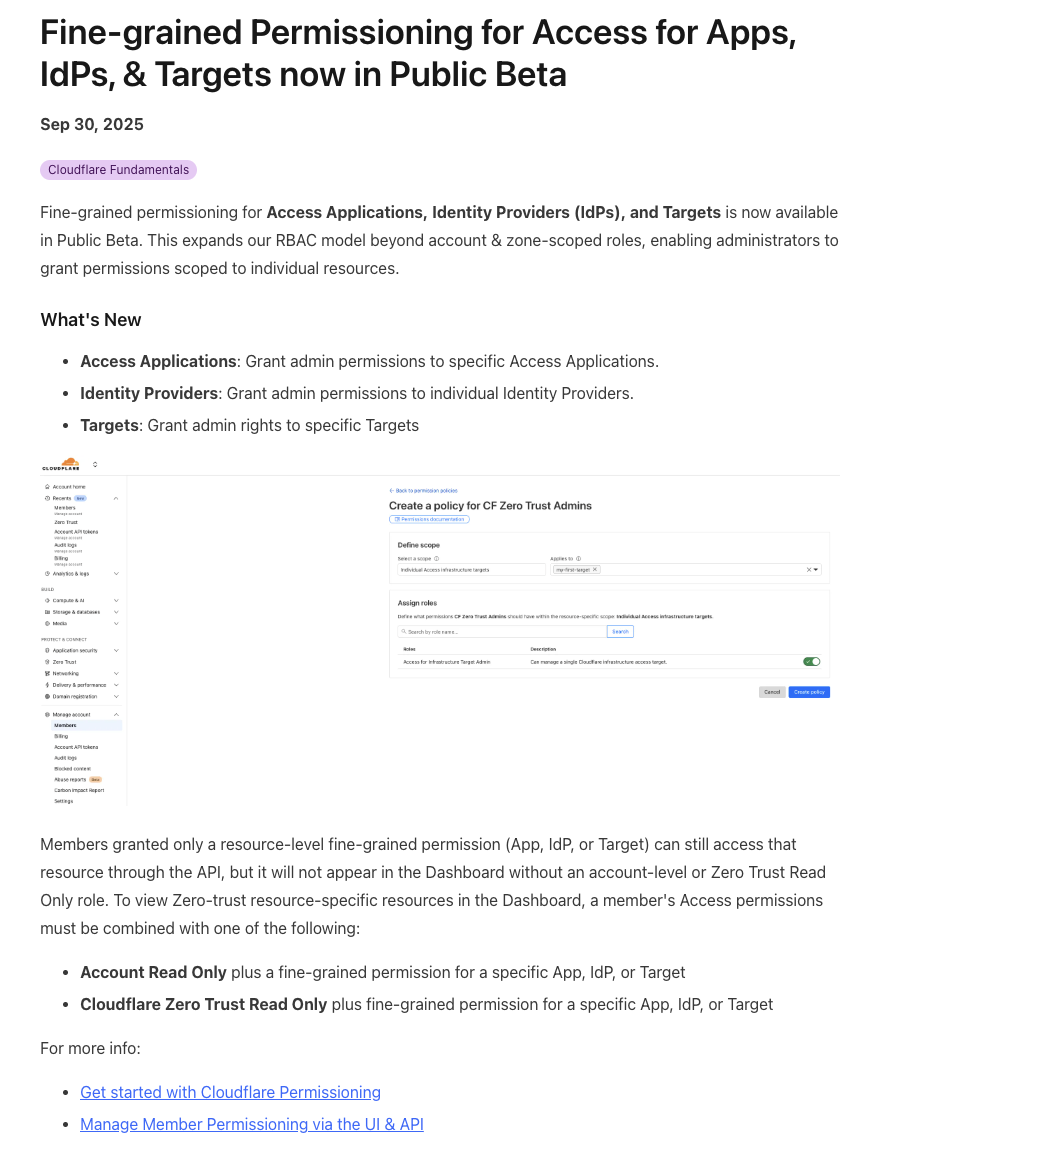 Fine-grained Permissioning for Access for Apps,
IdPs, & Targets now in Public Beta
Sep 30, 2025
Cloudflare Fundamentals
Fine-grained permissioning for Access Applications, Identity Providers (IdPs), and Targets is now available
in Public Beta. This expands our RBAC model beyond account & zone-scoped roles, enabling administrators to
grant permissions scoped to individual resources.
What's New
• Access Applications: Grant admin permissions to specific Access Applications.
• Identity Providers: Grant admin permissions to individual Identity Providers.
• Targets: Grant admin rights to specific Targets
CLOUDFLARE
Account home
Recents
Members
Manage account
Zero Trust
Account API tokens
Manage account
Audit logs
Manage account
Billing
Manage account
Analytics & logs
BUILD
Compute & AI
Storage & databases
Media
PROTECT & CONNECT
Application security
Zero Trust
Networking
Delivery & performance
Domain registration
Manage account
Members
Billing
Account API tokens
Audit logs
Blocked content
Abuse reports Beta
Carbon Impact Report
Settings
← Back to permission policies
Create a policy for CF Zero Trust Admins
Permissions documentation
Define scope
Select a scope
Applies to
Individual Access infrastructure targets
my-first-target ×
Assign roles
Define what permissions CF Zero Trust Admins should have within the resource-specific scope: Individual Access infrastructure targets.
Search by role name...
Search
Roles Description
Access for Infrastructure Target Admin Can manage a single Cloudflare infrastructure access target.
Cancel Create policy
Members granted only a resource-level fine-grained permission (App, IdP, or Target) can still access that
resource through the API, but it will not appear in the Dashboard without an account-level or Zero Trust Read
Only role. To view Zero-trust resource-specific resources in the Dashboard, a member's Access permissions
must be combined with one of the following:
• Account Read Only plus a fine-grained permission for a specific App, IdP, or Target
• Cloudflare Zero Trust Read Only plus fine-grained permission for a specific App, IdP, or Target
For more info:
• Get started with Cloudflare Permissioning
• Manage Member Permissioning via the UI & API